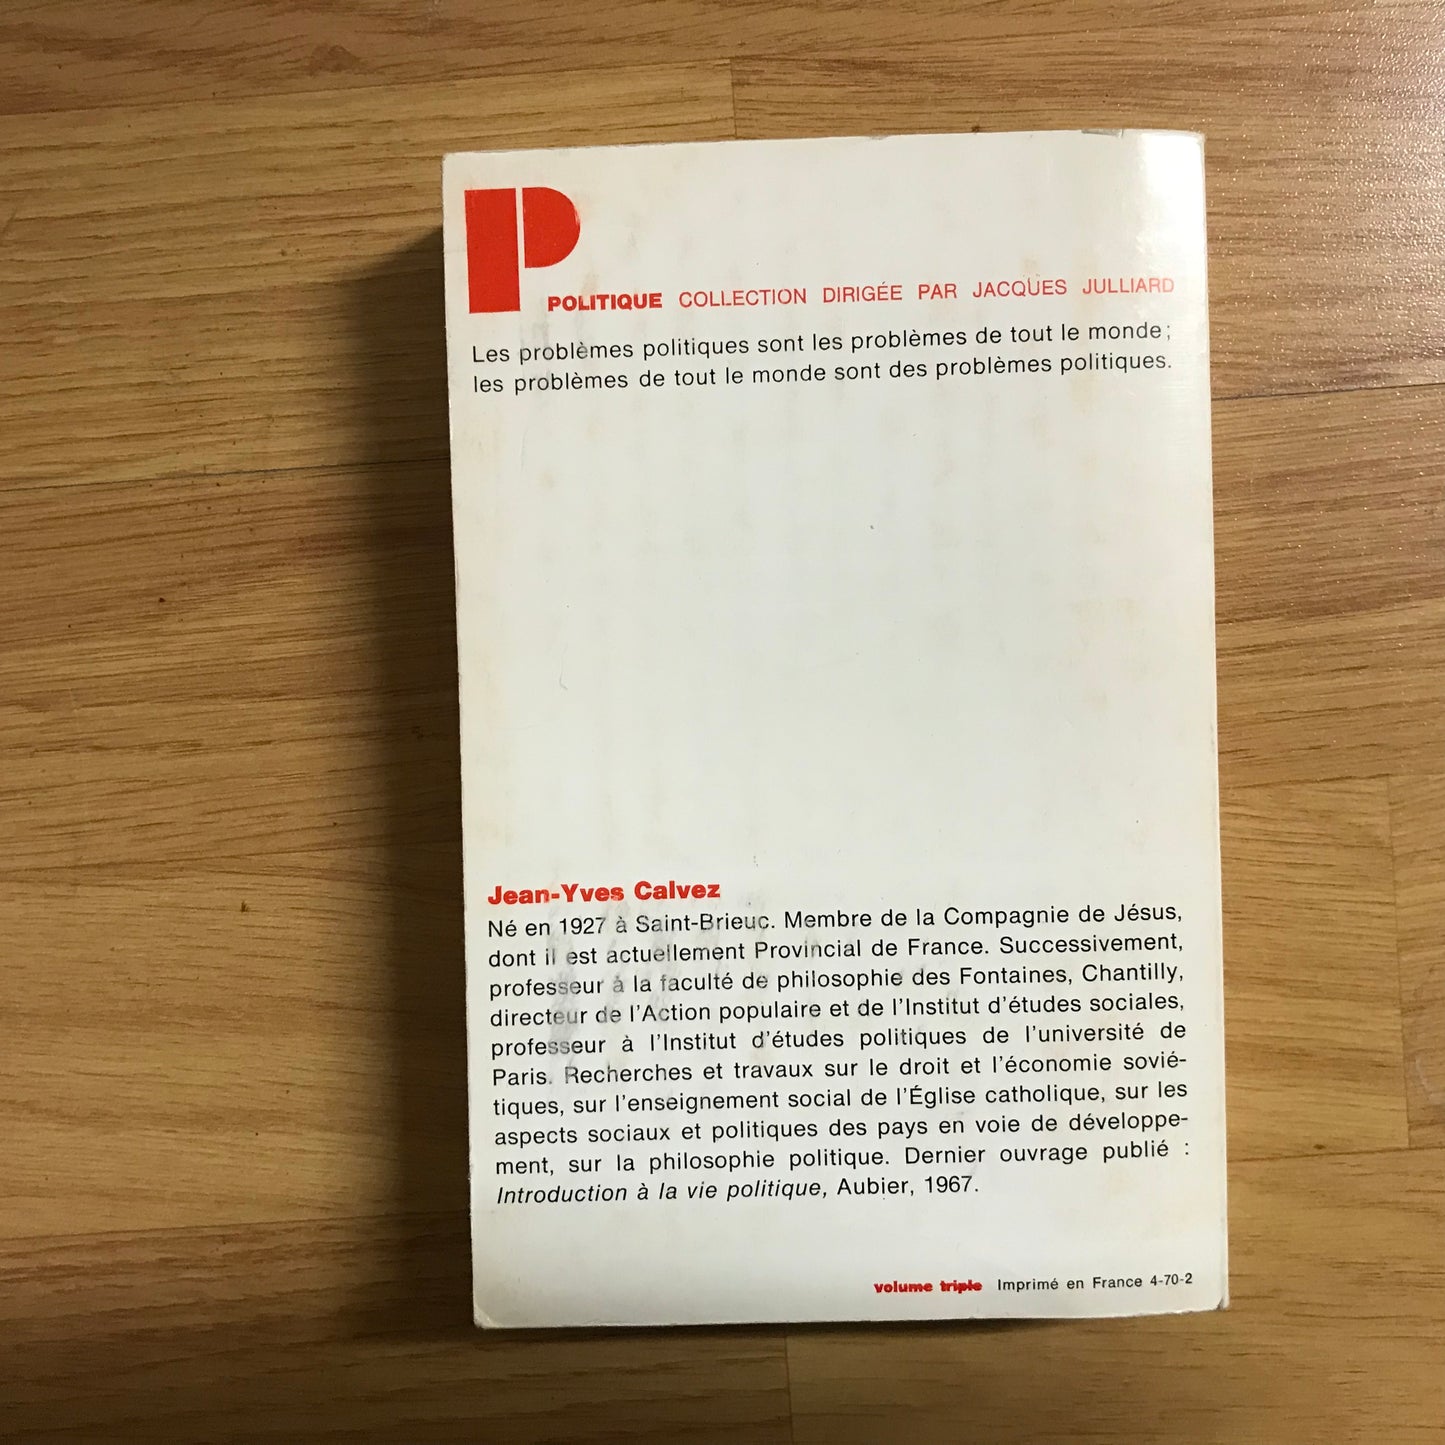 P
POLITIQUE COLLECTION DIRIGÉE PAR JACQUES JULLIARD
Les problèmes politiques sont les problèmes de tout le monde;
les problèmes de tout le monde sont des problèmes politiques.
Jean-Yves Calvez
Né en 1927 à Saint-Brieuc. Membre de la Compagnie de Jésus,
dont il est actuellement Provincial de France. Successivement,
professeur à la faculté de philosophie des Fontaines, Chantilly,
directeur de l'Action populaire et de l'Institut d'études sociales,
professeur à l'Institut d'études politiques de l'université de
Paris. Recherches et travaux sur le droit et l'économie sovié-
tiques, sur l'enseignement social de l'Église catholique, sur les
aspects sociaux et politiques des pays en voie de développe-
ment, sur la philosophie politique. Dernier ouvrage publié :
Introduction à la vie politique, Aubier, 1967.
volume triple Imprimé en France 4-70-2